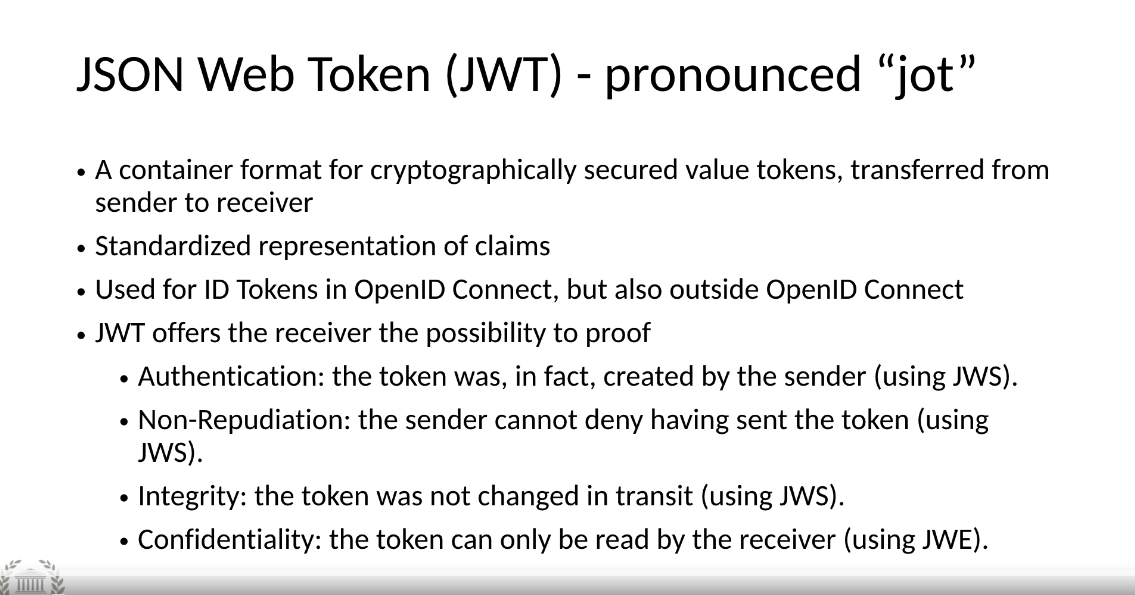 JSON Web Token (JWT) - pronounced “jot”
• A container format for cryptographically secured value tokens, transferred from
sender to receiver
• Standardized representation of claims
• Used for ID Tokens in OpenID Connect, but also outside OpenID Connect
• JWT offers the receiver the possibility to proof
• Authentication: the token was, in fact, created by the sender (using JWS).
• Non-Repudiation: the sender cannot deny having sent the token (using
JWS).
• Integrity: the token was not changed in transit (using JWS).
• Confidentiality: the token can only be read by the receiver (using JWE).